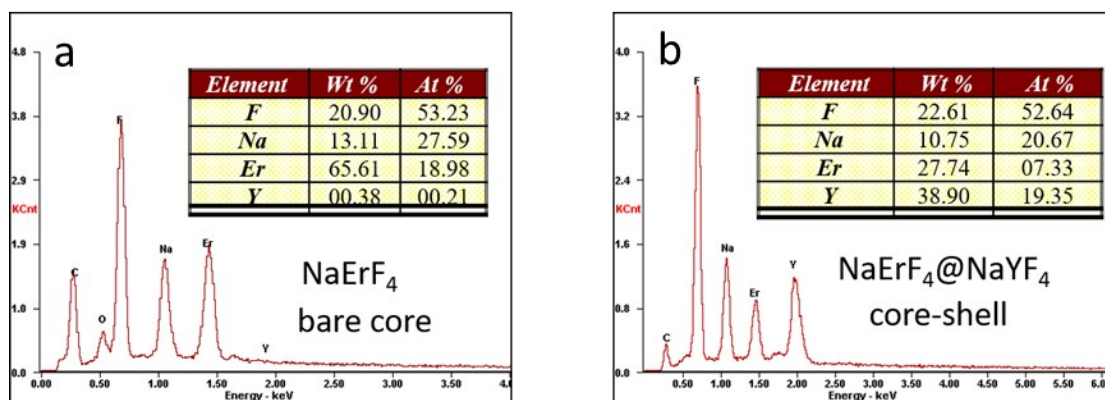 a
4.8
3.8
2.9
KCnt
1.9
1.0
0.0
Element Wt % At %
F 20.90 53.23
Na 13.11 27.59
Er 65.61 18.98
Y 00.38 00.21
C
O
F
Na
Er
Y
NaErF4
bare core
0.00 0.50 1.00 1.50 2.00 2.50 3.00 3.50 4.0
Energy - keV
b
4.0
3.2
2.4
KCnt
1.6
0.8
0.0
Element Wt % At %
F 22.61 52.64
Na 10.75 20.67
Er 27.74 07.33
Y 38.90 19.35
C
F
Na
Er
Y
NaErF4@NaYF4
core-shell
0.50 1.00 1.50 2.00 2.50 3.00 3.50 4.00 4.50 5.00 5.50 6.0
Energy - keV